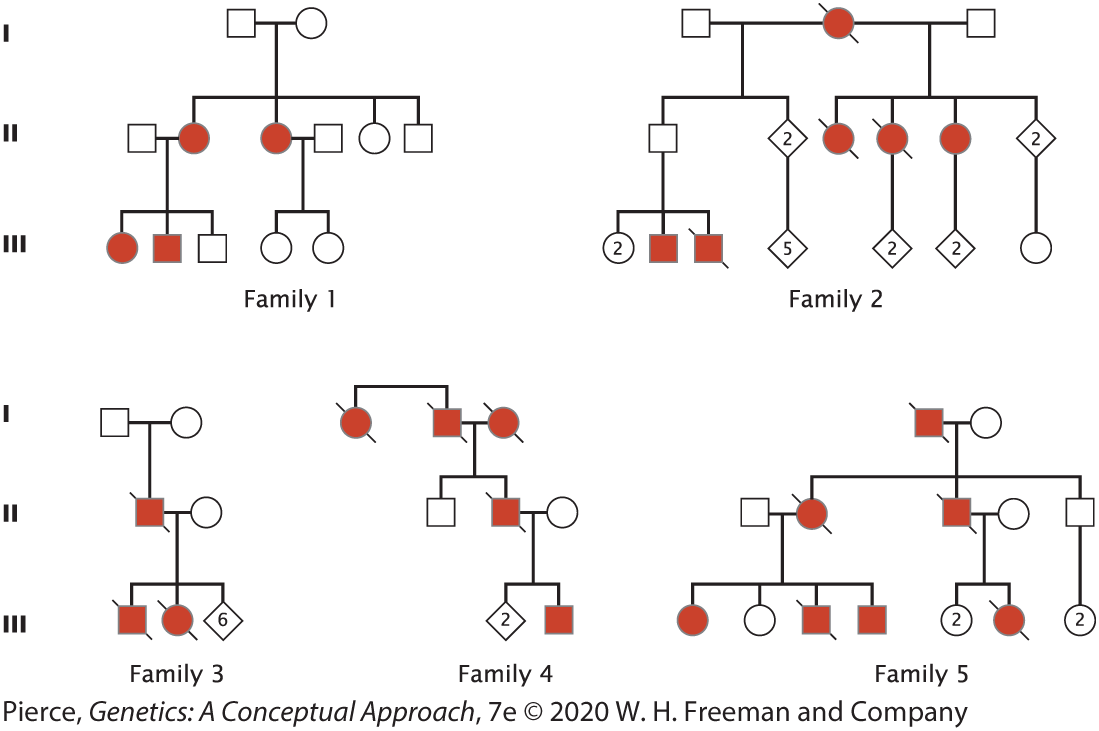 I
II
2
2
III
2
5
2
2
Family 1
Family 2
I
II
III
6
2
2
2
Family 3
Family 4
Family 5
Pierce, Genetics: A Conceptual Approach, 7e © 2020 W. H. Freeman and Company